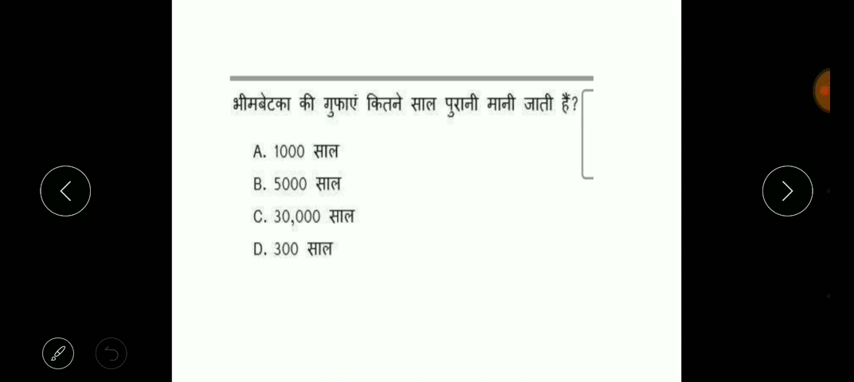 भीमबेटका की गुफाएं कितने साल पुरानी मानी जाती हैं?
A. 1000 साल
B. 5000 साल
C. 30,000 साल
D. 300 साल